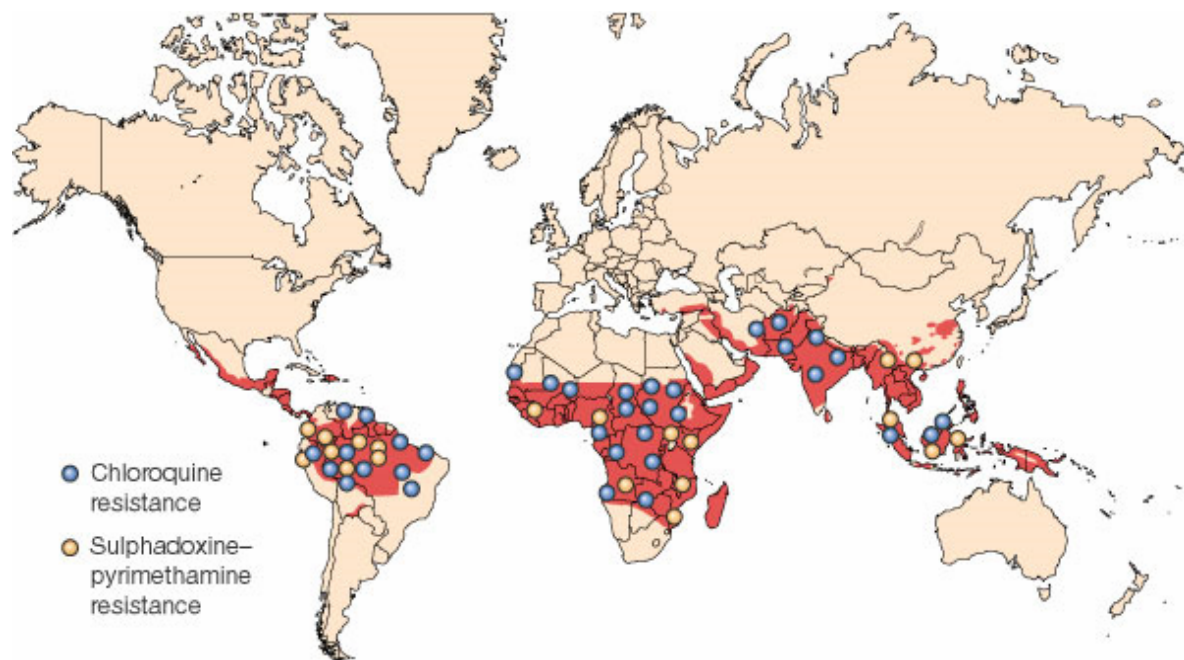 Chloroquine
resistance
Sulphadoxine–
pyrimethamine
resistance